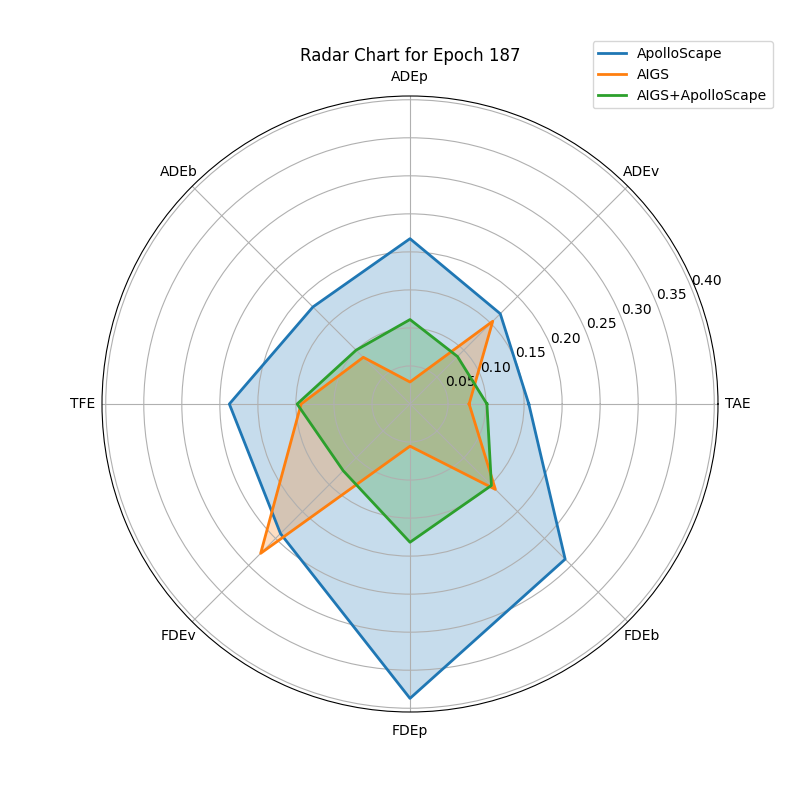 Radar Chart for Epoch 187
ApolloScape
AIGS
AIGS+ApolloScape
ADEp
ADEb
ADEv
0.40
0.35
0.30
0.25
0.20
0.15
0.10
0.05
TFE
TAE
FDEv
FDEb
FDEp